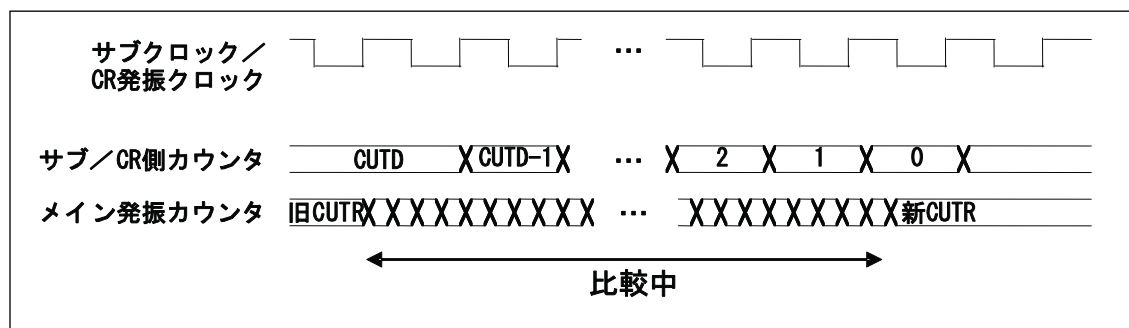 サブクロック/
CR発振クロック
…
サブ/CR側カウンタ CUTD CUTD-1 … 2 1 0
メイン発振カウンタ 旧CUTR … 新CUTR
比較中